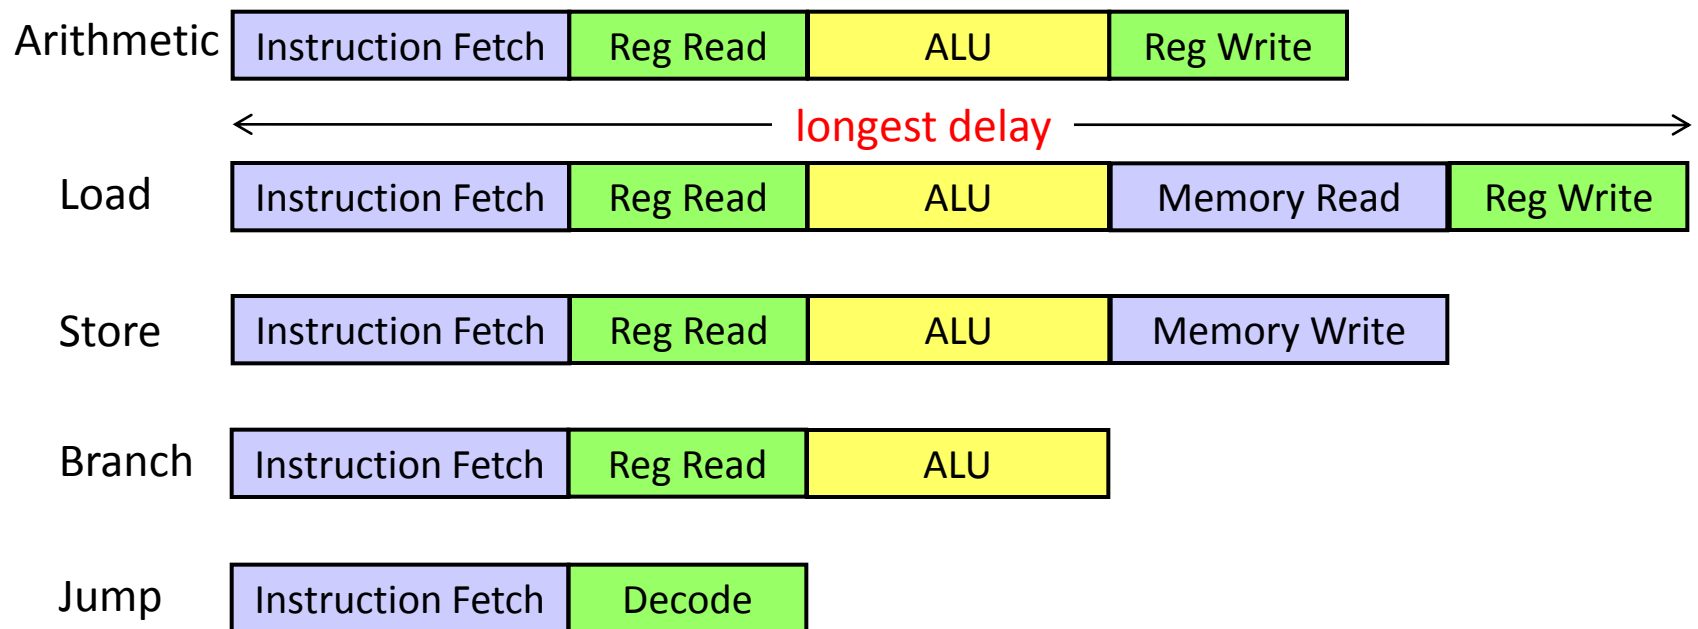 Arithmetic Instruction Fetch Reg Read ALU Reg Write
longest delay
Load Instruction Fetch Reg Read ALU Memory Read Reg Write
Store Instruction Fetch Reg Read ALU Memory Write
Branch Instruction Fetch Reg Read ALU
Jump Instruction Fetch Decode